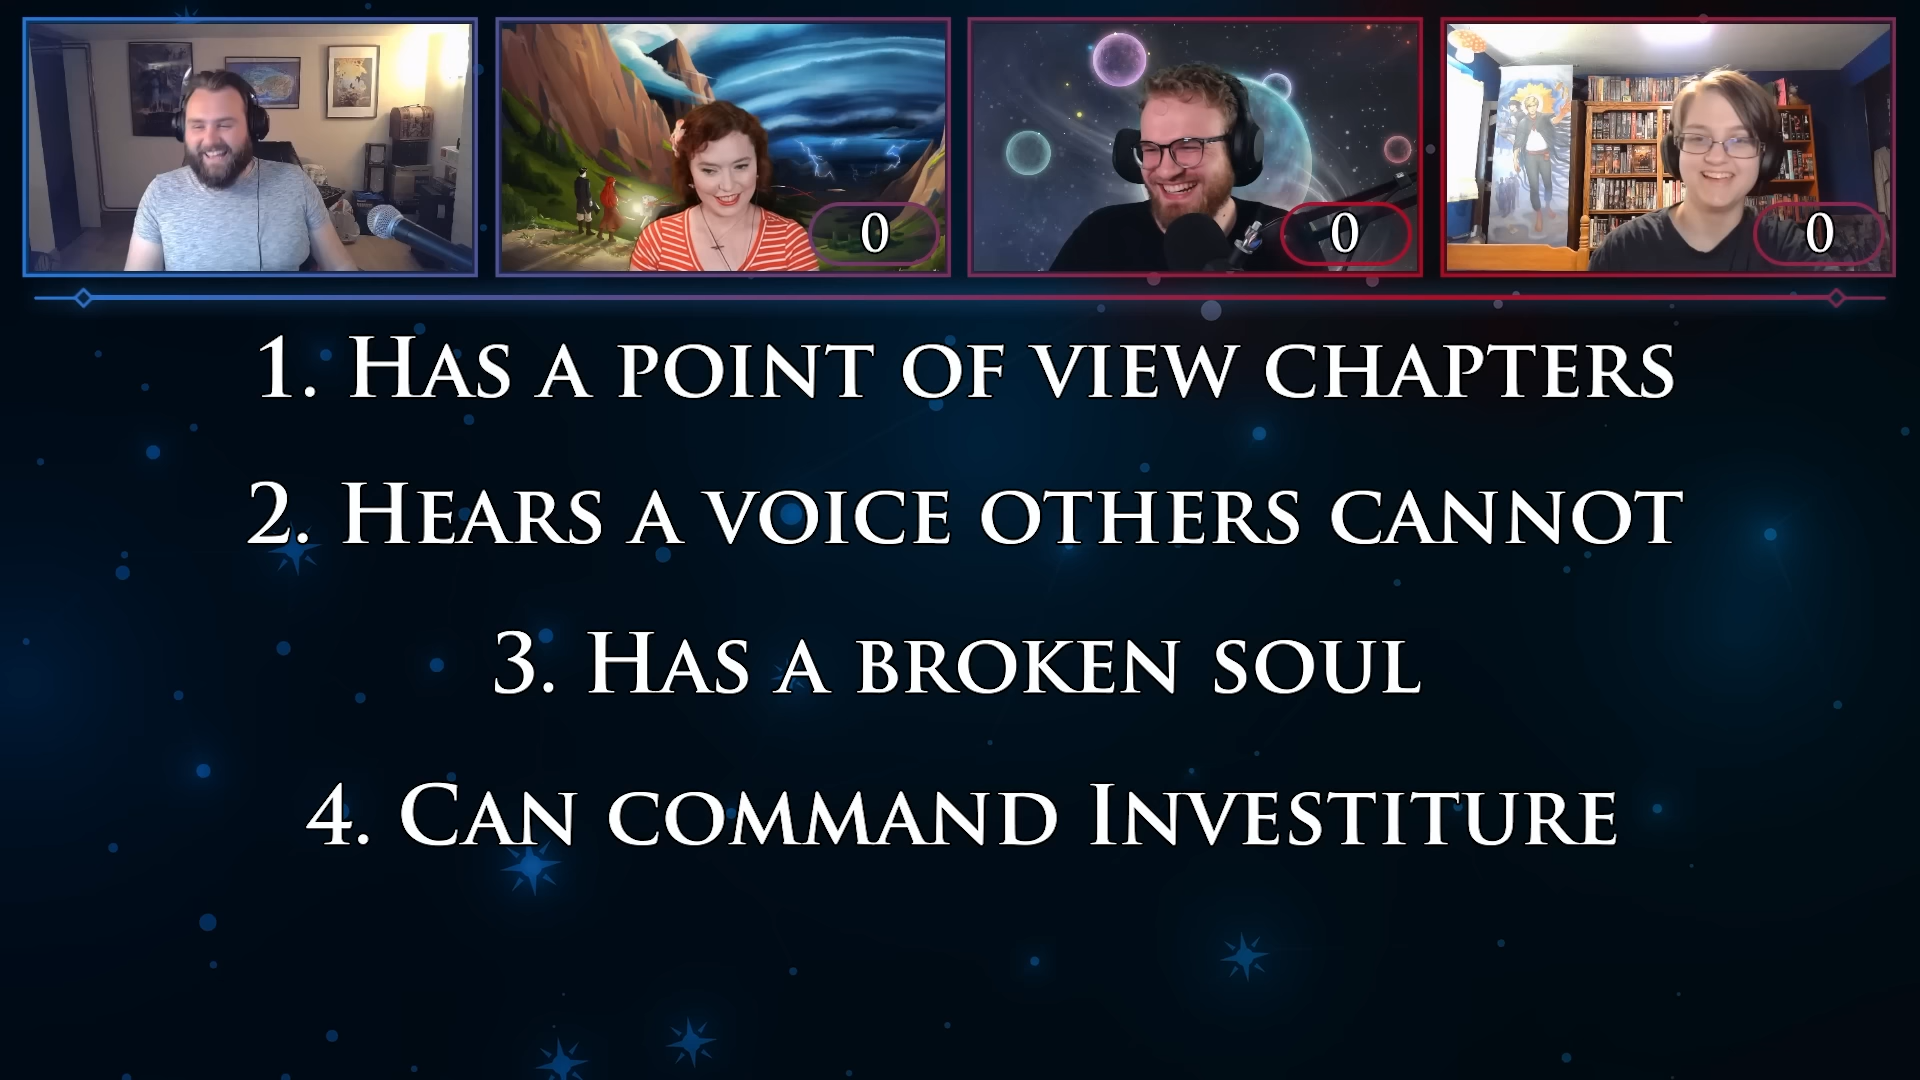 0
0
0
1. Has a point of view chapters
2. Hears a voice others cannot
3. Has a broken soul
4. Can command Investiture